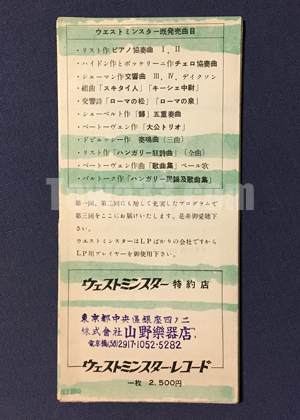 ウエストミンスター既発売曲目
・リスト作ピアノ協奏曲 Ⅰ、Ⅱ
・ハイドン作とボッケリーニ作チェロ協奏曲
・シューマン作交響曲 Ⅲ、Ⅳ、ディクソン
・組曲「スキタイ人」「キーシェ中尉」
・交響詩「ローマの松」「ローマの泉」
・シューベルト作「鱒」五重奏曲
・ベートーヴェン作「大公トリオ」
・ドビュッシー作 奏鳴曲(三曲)
・リスト作「ハンガリー狂詩曲」(全曲)
・ベートーヴェン作曲「歌曲集」ペール歌
・バルトーク作「ハンガリー民謡及歌曲集」
第一回、第二回にも増して充実したプログラムで
第三回をここにお届けいたします。是非御愛聴下
さい。
ウエストミンスターはLPばかりの会社ですから
LP用プレイヤーを御使用下さい。
ウェストミンスター 特約店
東京都中央區銀座四ノ二
株式會社 山野樂器店
電京橋(56)2917・1052・5282
ウェストミンスターレコード
一枚 2,500円